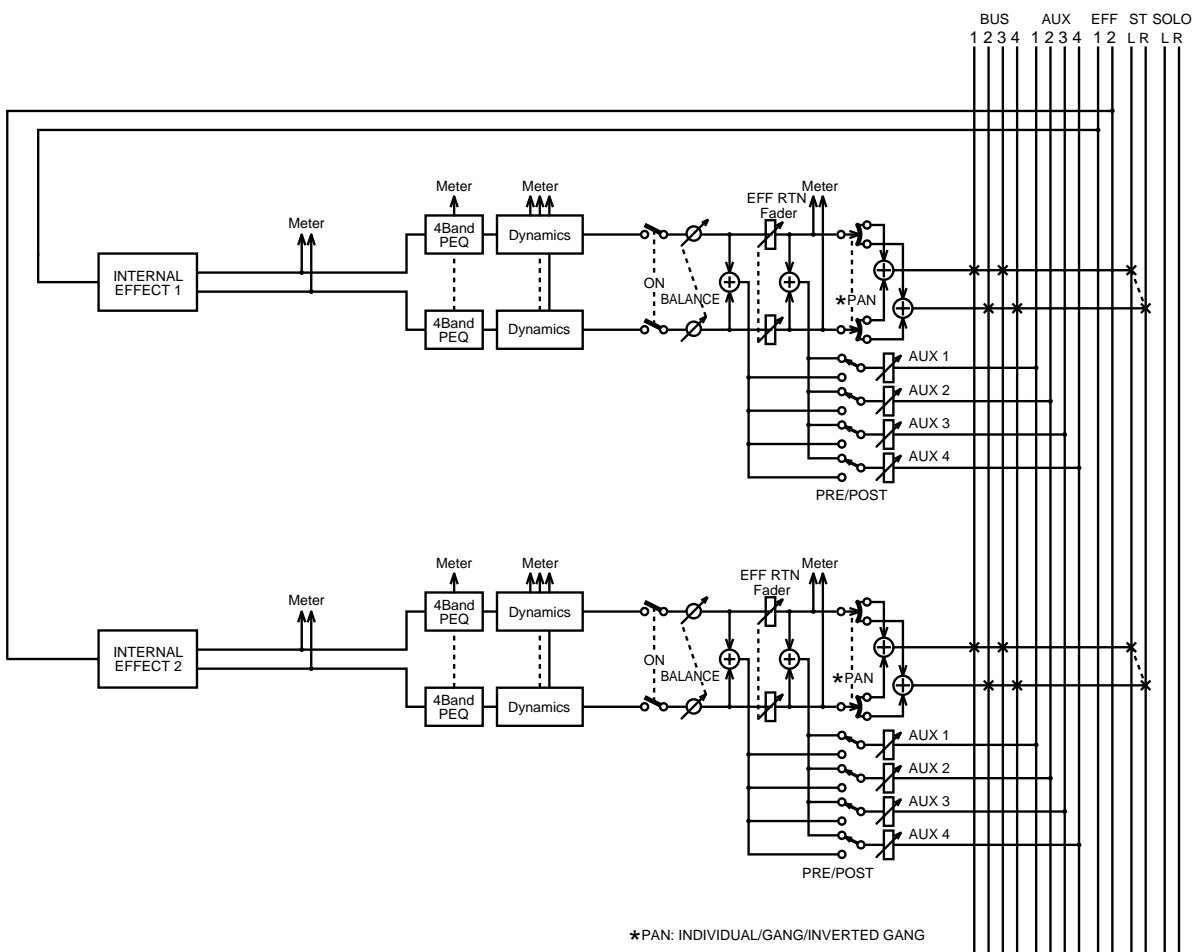 BUS AUX EFF ST SOLO
1 2 3 4 1 2 3 4 1 2 L R L R
Meter
Meter
Meter
EFF RTN
Fader
Meter
4Band
PEQ
Dynamics
INTERNAL
EFFECT 1
ON
BALANCE
*PAN
4Band
PEQ
Dynamics
AUX 1
AUX 2
AUX 3
AUX 4
PRE/POST
Meter
Meter
Meter
EFF RTN
Fader
Meter
4Band
PEQ
Dynamics
INTERNAL
EFFECT 2
ON
BALANCE
*PAN
4Band
PEQ
Dynamics
AUX 1
AUX 2
AUX 3
AUX 4
PRE/POST
*PAN: INDIVIDUAL/GANG/INVERTED GANG